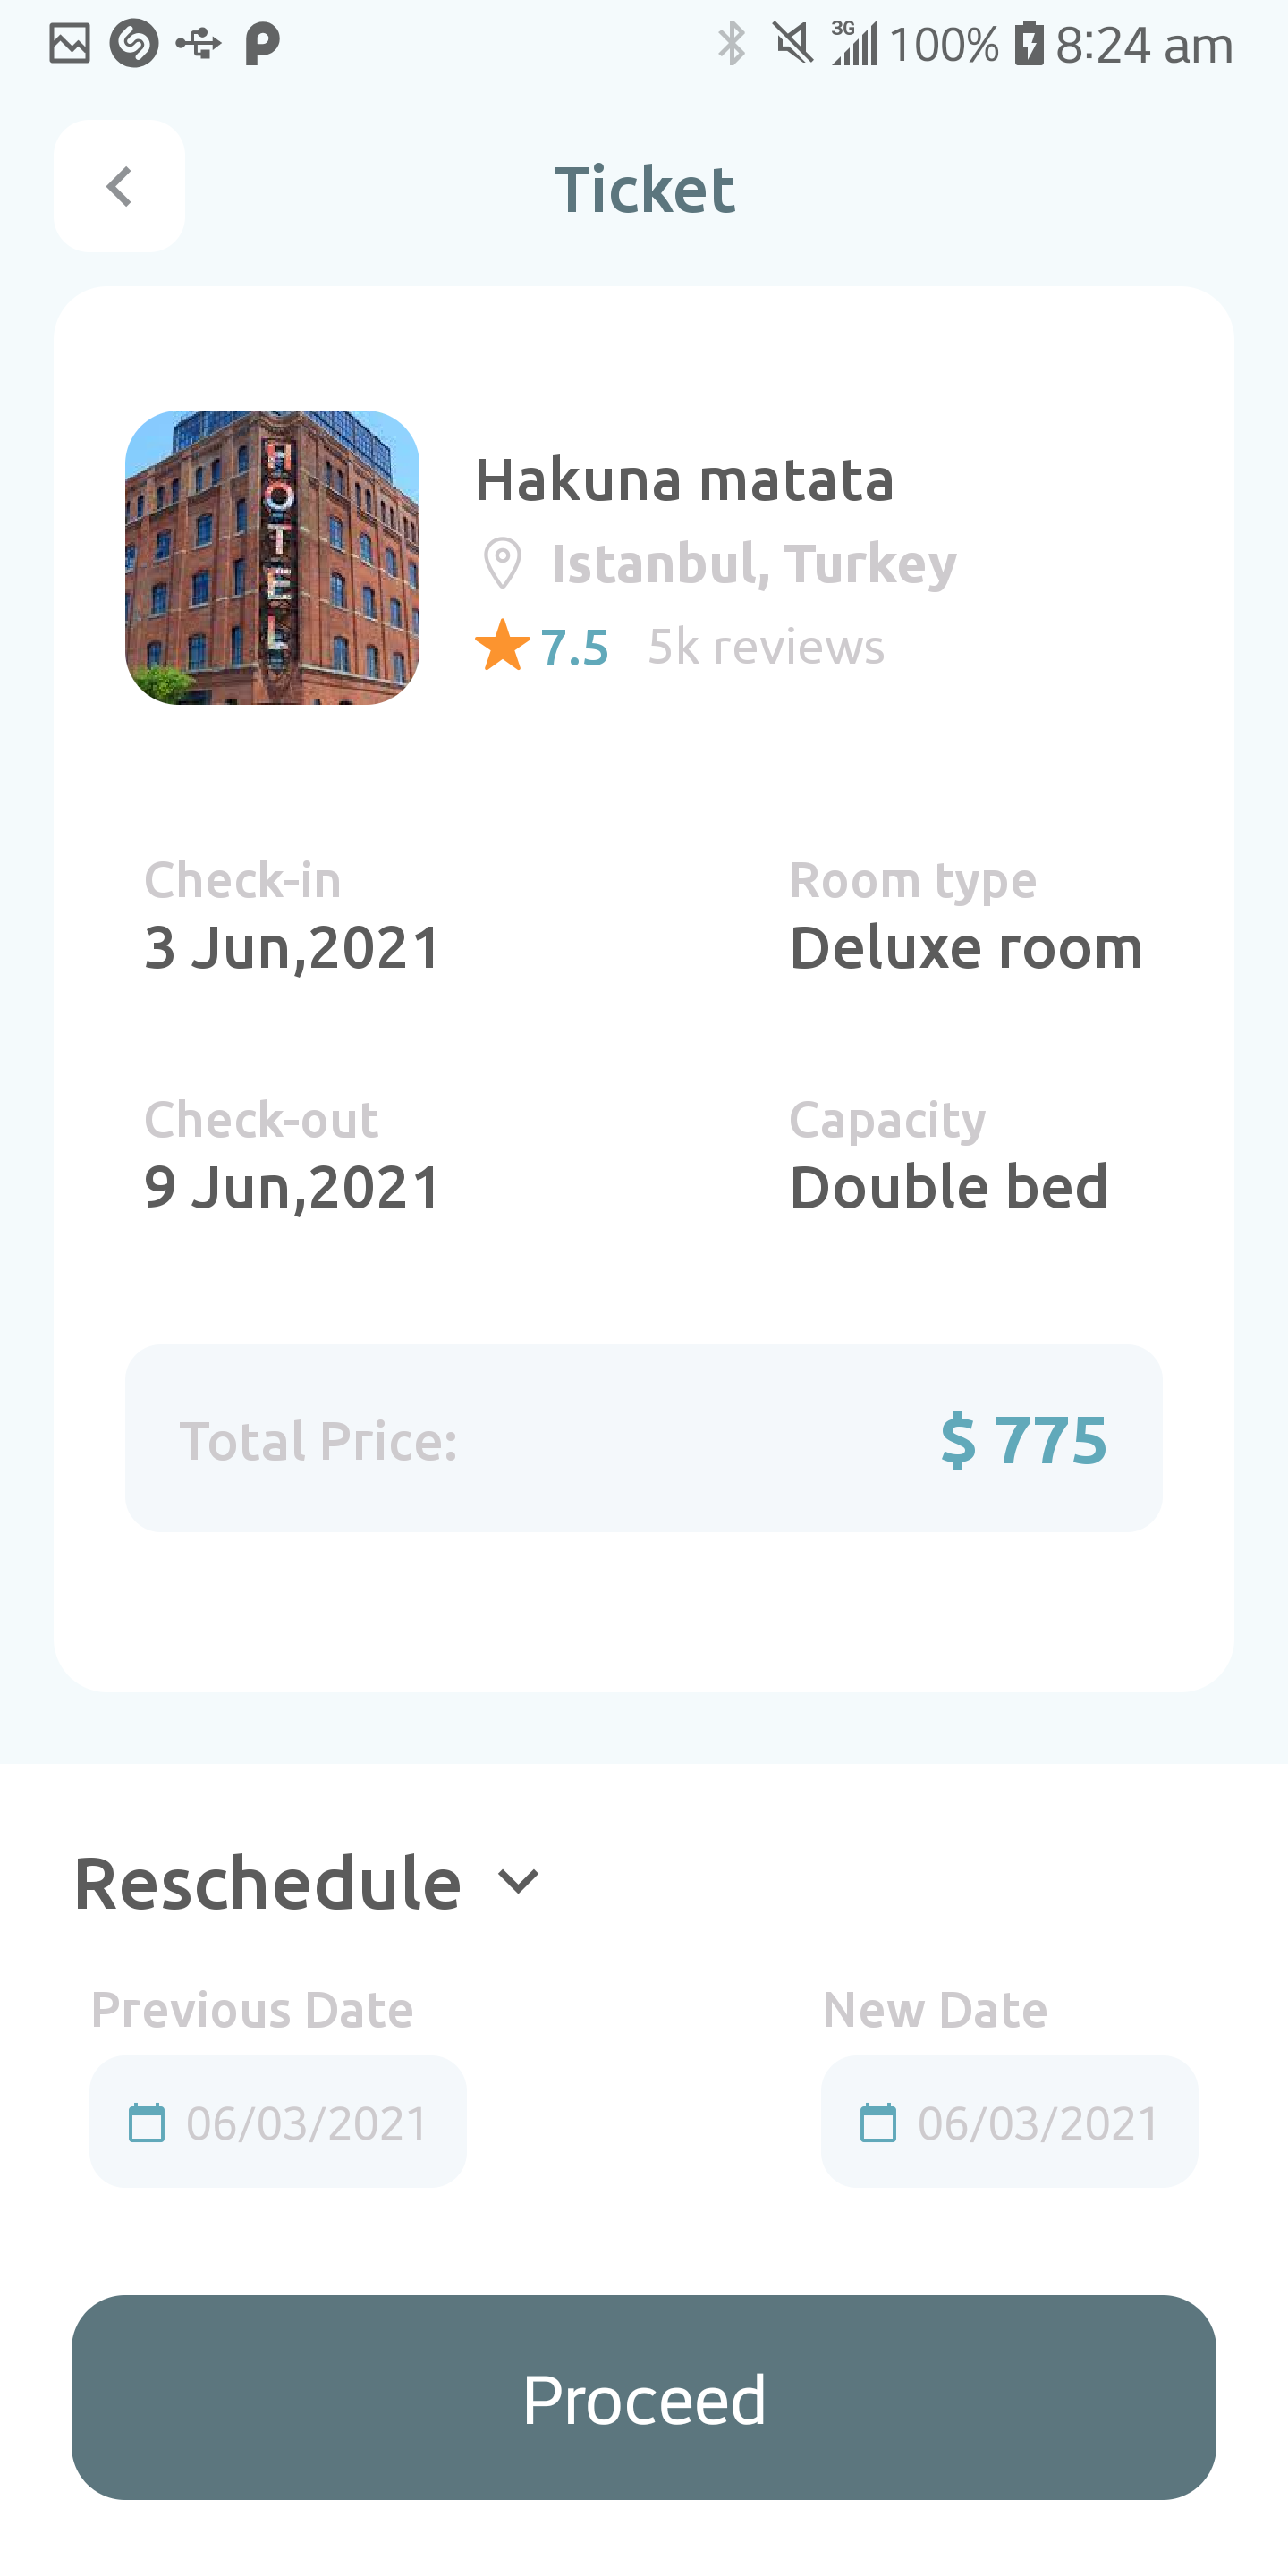 3G 100% 8:24 am
Ticket
HOTEL
Hakuna matata
Istanbul, Turkey
7.5 5k reviews
Check-in
3 Jun,2021
Room type
Deluxe room
Check-out
9 Jun,2021
Capacity
Double bed
Total Price: $ 775
Reschedule
Previous Date
06/03/2021
New Date
06/03/2021
Proceed